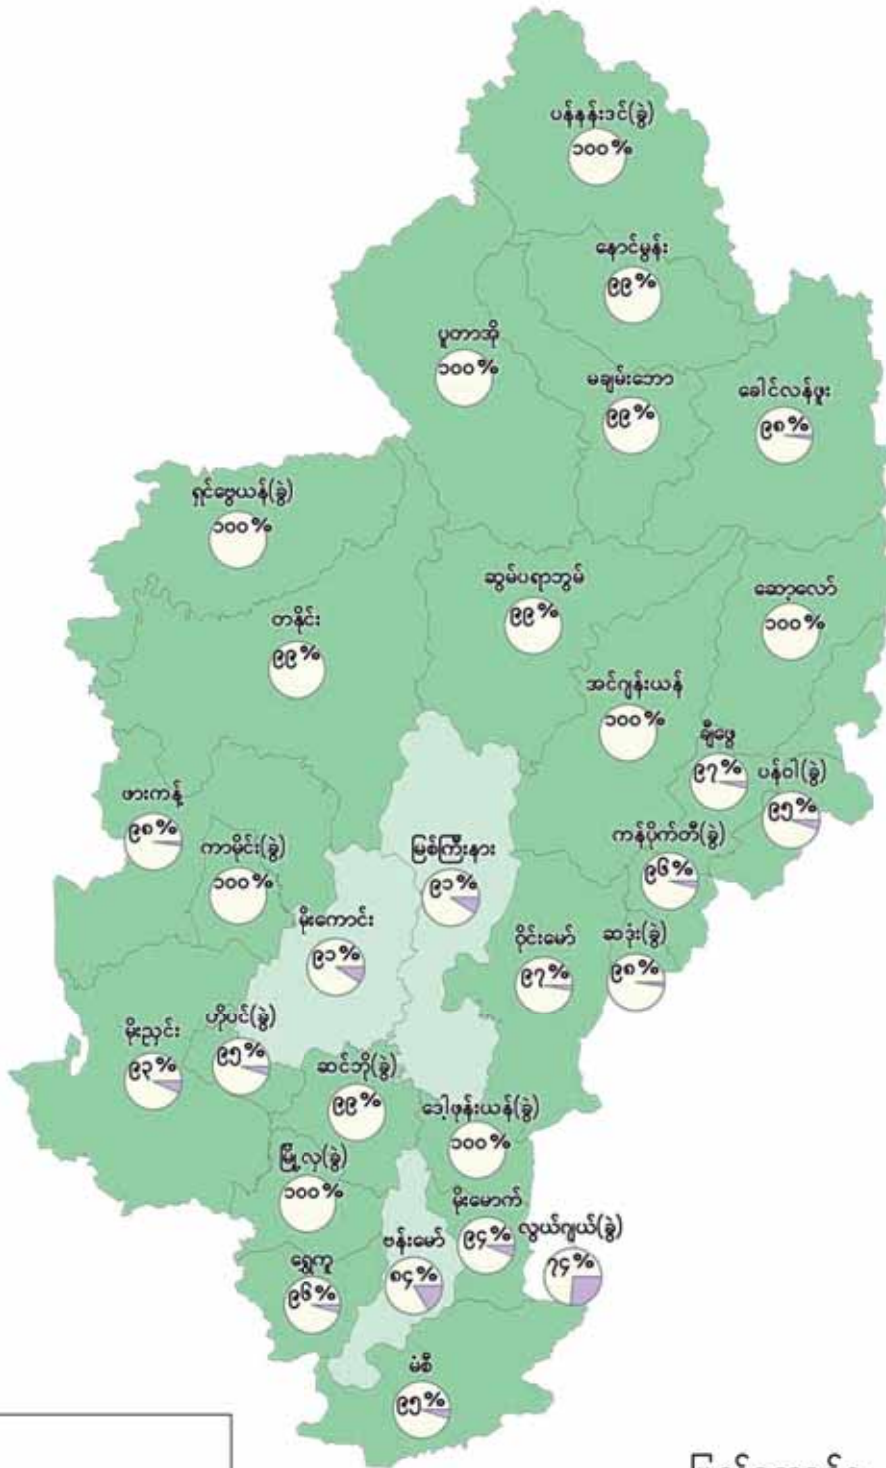 ပန်နန်းဒင်(ခွဲ)
၁၀၀%
နောင်မွန်း
၉၉%
ပူတာအို
၁၀၀%
မချမ်းဘော
၉၉%
ခေါင်လန်ဖူး
၉၈%
ရှင်ဗွေယန်(ခွဲ)
၁၀၀%
ဆွမ်ပရာဘွမ်
၉၉%
ဆော့လော်
၁၀၀%
တနိုင်း
၉၉%
အင်ဂျန်းယန်
၁၀၀%
ချီဖွေ
၉၇%
ပန်ဝါ(ခွဲ)
၉၅%
ဖားကန့်
၉၈%
ကာမိုင်း(ခွဲ)
၁၀၀%
မြစ်ကြီးနား
၉၁%
ကန်ပိုက်တီ(ခွဲ)
၉၆%
မိုးကောင်း
၉၁%
ဝိုင်းမော်
၉၇%
ဆဒုံး(ခွဲ)
၉၈%
မိုးညှင်း
၉၃%
ဟိုပင်(ခွဲ)
၉၅%
ဆင်ဘို(ခွဲ)
၉၉%
ဒေါ့ဖုန်းယန်(ခွဲ)
၁၀၀%
မြို့လှ(ခွဲ)
၁၀၀%
မိုးမောက်
၉၄%
လွယ်ဂျယ်(ခွဲ)
၇၄%
ရွှေကူ
၉၆%
ဗန်းမော်
၈၄%
မံစီ
၉၅%